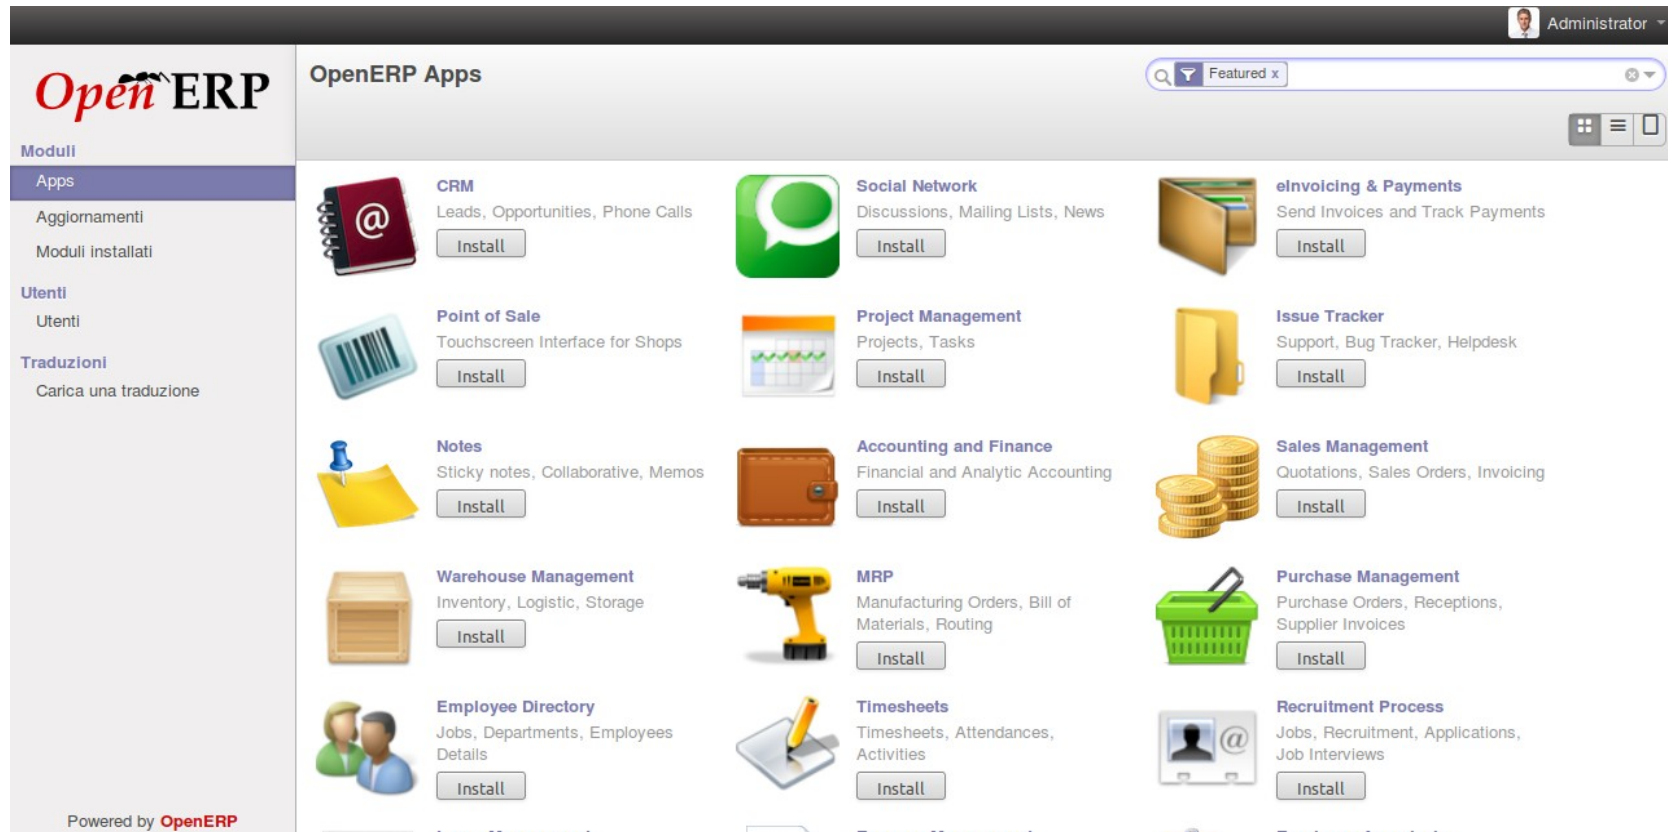 Administrator
OpenERP
OpenERP Apps
Featured x
Moduli
Apps
Aggiornamenti
Moduli installati
Utenti
Utenti
Traduzioni
Carica una traduzione
Powered by OpenERP
CRM
Leads, Opportunities, Phone Calls
Install
Social Network
Discussions, Mailing Lists, News
Install
eInvoicing & Payments
Send Invoices and Track Payments
Install
Point of Sale
Touchscreen Interface for Shops
Install
Project Management
Projects, Tasks
Install
Issue Tracker
Support, Bug Tracker, Helpdesk
Install
Notes
Sticky notes, Collaborative, Memos
Install
Accounting and Finance
Financial and Analytic Accounting
Install
Sales Management
Quotations, Sales Orders, Invoicing
Install
Warehouse Management
Inventory, Logistic, Storage
Install
MRP
Manufacturing Orders, Bill of
Materials, Routing
Install
Purchase Management
Purchase Orders, Receptions,
Supplier Invoices
Install
Employee Directory
Jobs, Departments, Employees
Details
Install
Timesheets
Timesheets, Attendances,
Activities
Install
Recruitment Process
Jobs, Recruitment, Applications,
Job Interviews
Install